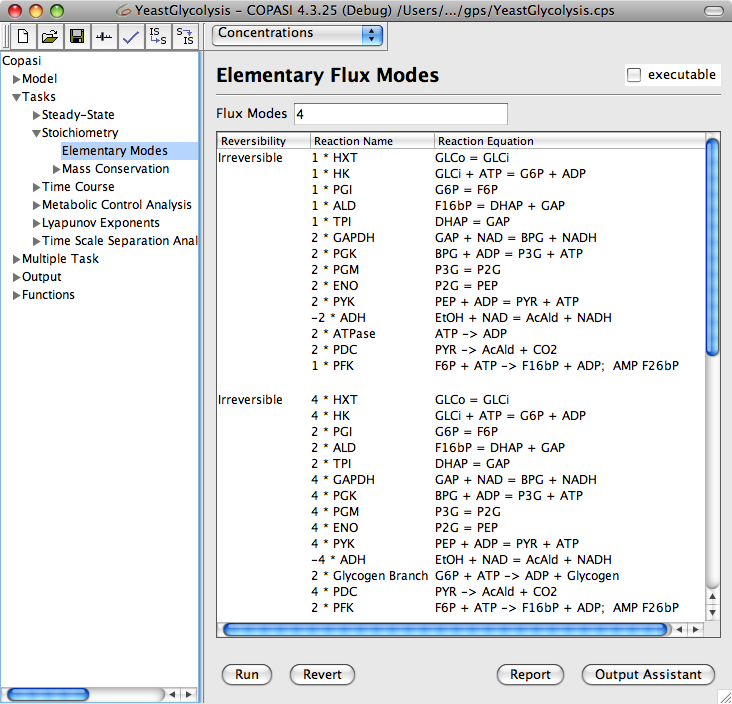 YeastGlycolysis - COPASI 4.3.25 (Debug) /Users/.../gps/YeastGlycolysis.cps
IS
S
S
IS
Concentrations
Copasi
Model
Tasks
Steady-State
Stoichiometry
Elementary Modes
Mass Conservation
Time Course
Metabolic Control Analysis
Lyapunov Exponents
Time Scale Separation Anal
Multiple Task
Output
Functions
Elementary Flux Modes
executable
Flux Modes 4
Reversibility Reaction Name Reaction Equation
Irreversible 1 * HXT GLCo = GLCi
1 * HK GLCi + ATP = G6P + ADP
1 * PGI G6P = F6P
1 * ALD F16bP = DHAP + GAP
1 * TPI DHAP = GAP
2 * GAPDH GAP + NAD = BPG + NADH
2 * PGK BPG + ADP = P3G + ATP
2 * PGM P3G = P2G
2 * ENO P2G = PEP
2 * PYK PEP + ADP = PYR + ATP
-2 * ADH EtOH + NAD = AcAld + NADH
2 * ATPase ATP -> ADP
2 * PDC PYR -> AcAld + CO2
1 * PFK F6P + ATP -> F16bP + ADP; AMP F26bP
Irreversible 4 * HXT GLCo = GLCi
4 * HK GLCi + ATP = G6P + ADP
2 * PGI G6P = F6P
2 * ALD F16bP = DHAP + GAP
2 * TPI DHAP = GAP
4 * GAPDH GAP + NAD = BPG + NADH
4 * PGK BPG + ADP = P3G + ATP
4 * PGM P3G = P2G
4 * ENO P2G = PEP
4 * PYK PEP + ADP = PYR + ATP
-4 * ADH EtOH + NAD = AcAld + NADH
2 * Glycogen Branch G6P + ATP -> ADP + Glycogen
4 * PDC PYR -> AcAld + CO2
2 * PFK F6P + ATP -> F16bP + ADP; AMP F26bP
Run Revert Report Output Assistant